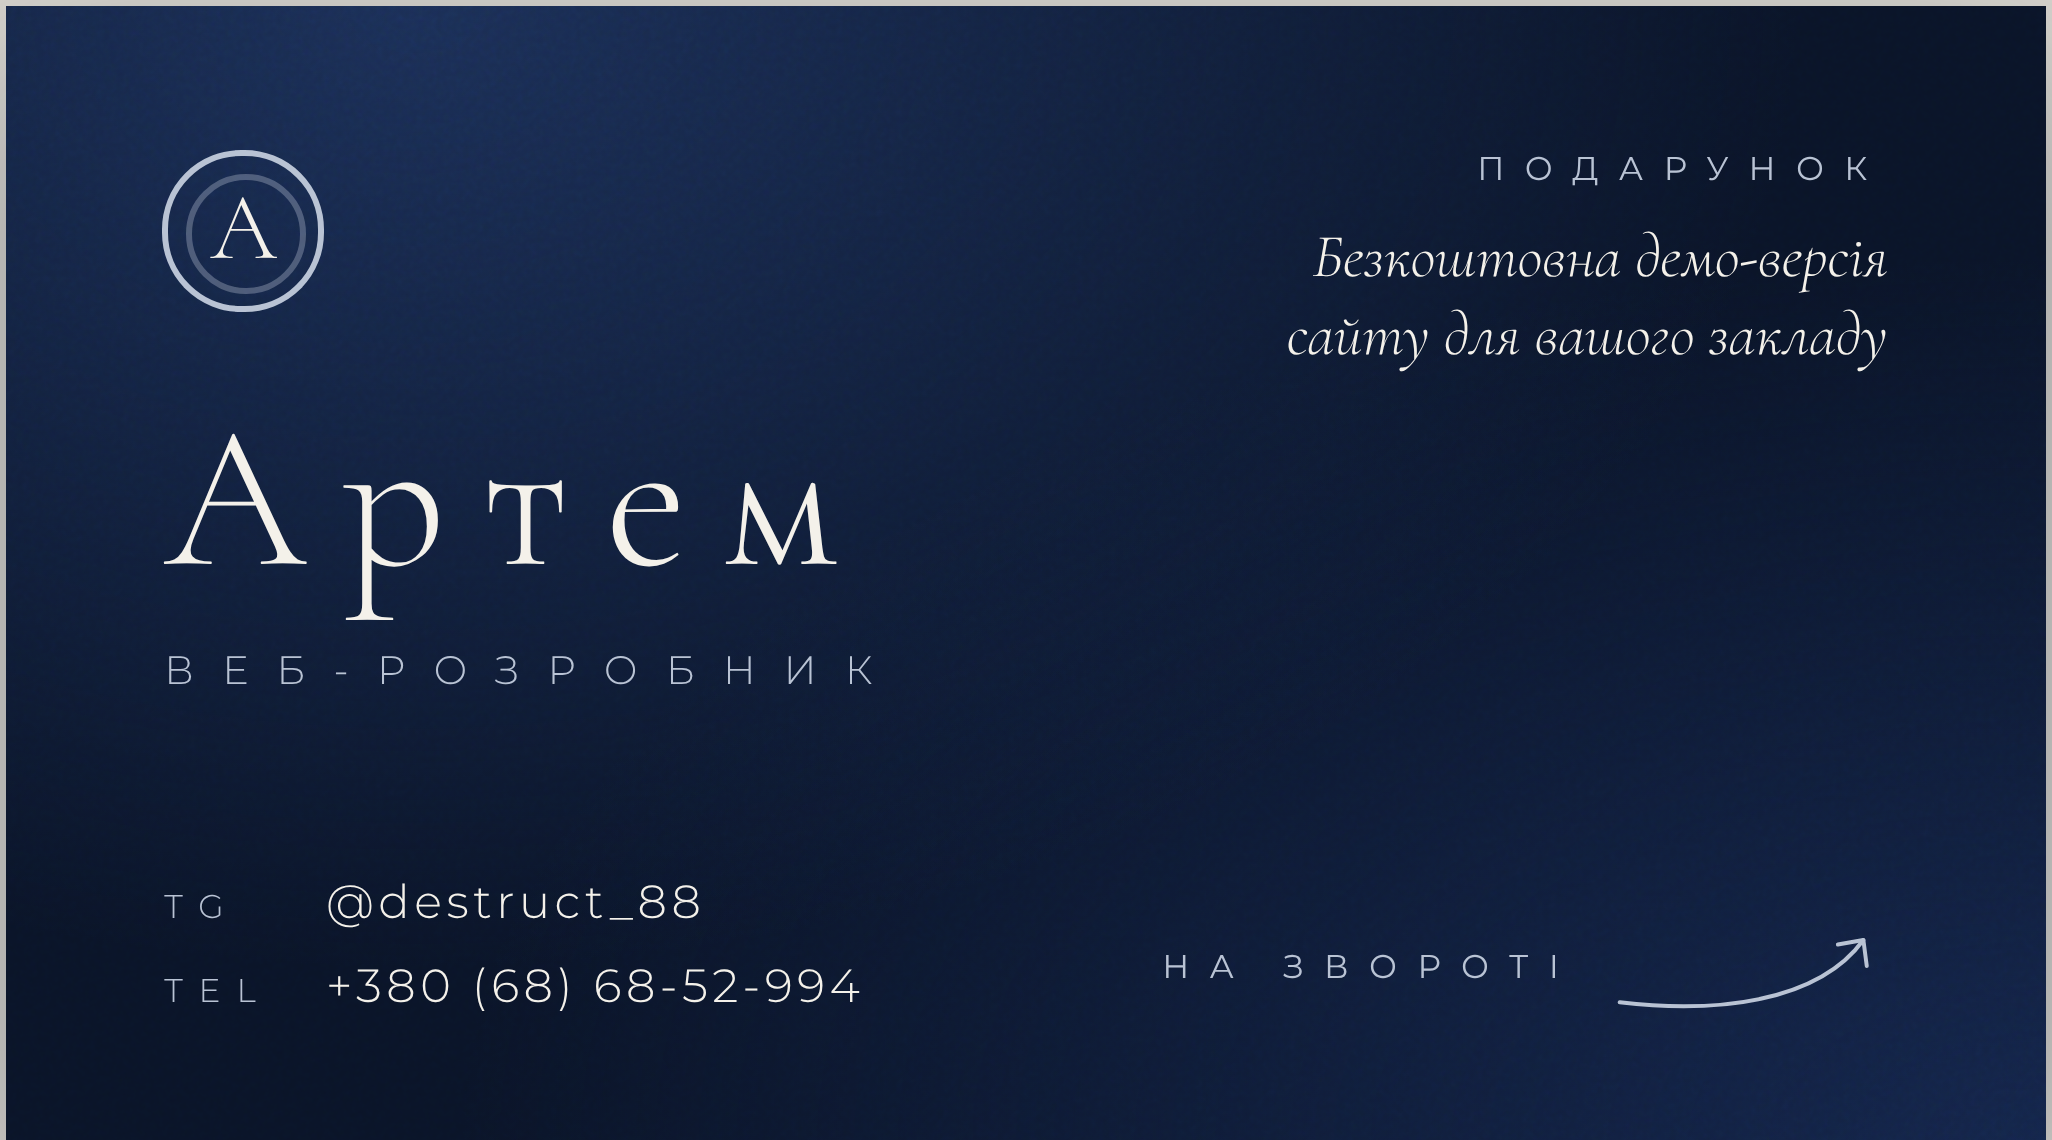 А
Артем
ВЕБ-РОЗРОБНИК
TG @destruct_88
TEL +380 (68) 68-52-994
ПОДАРУНОК
Безкоштовна демо-версія
сайту для вашого закладу
НА ЗВОРОТІ